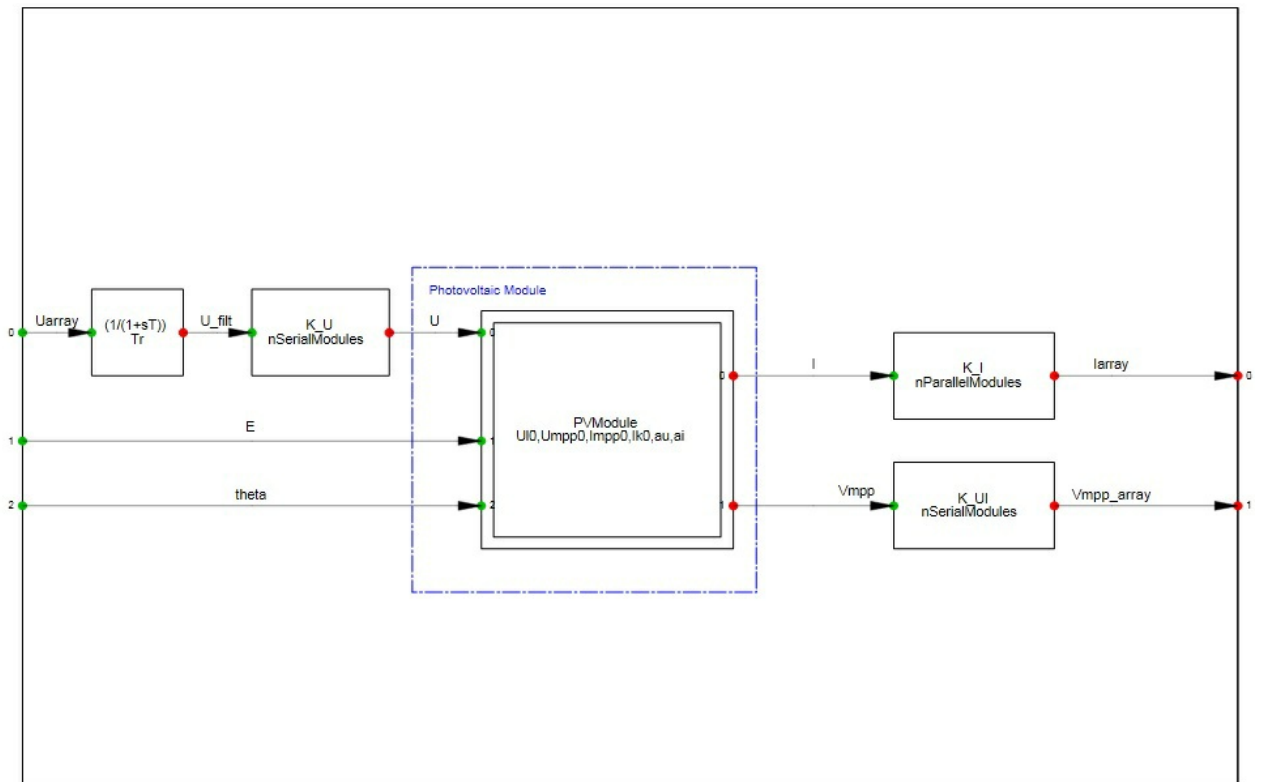 Photovoltaic Module
0 Uarray
(1/(1+sT))
Tr
U_filt
K_U
nSerialModules
U
0
1 E 1
2 theta 2
PVModule
Ul0,Umpp0,Impp0,Ik0,au,ai
0 I
K_I
nParallelModules
Iarray 0
1 Vmpp
K_UI
nSerialModules
Vmpp_array 1